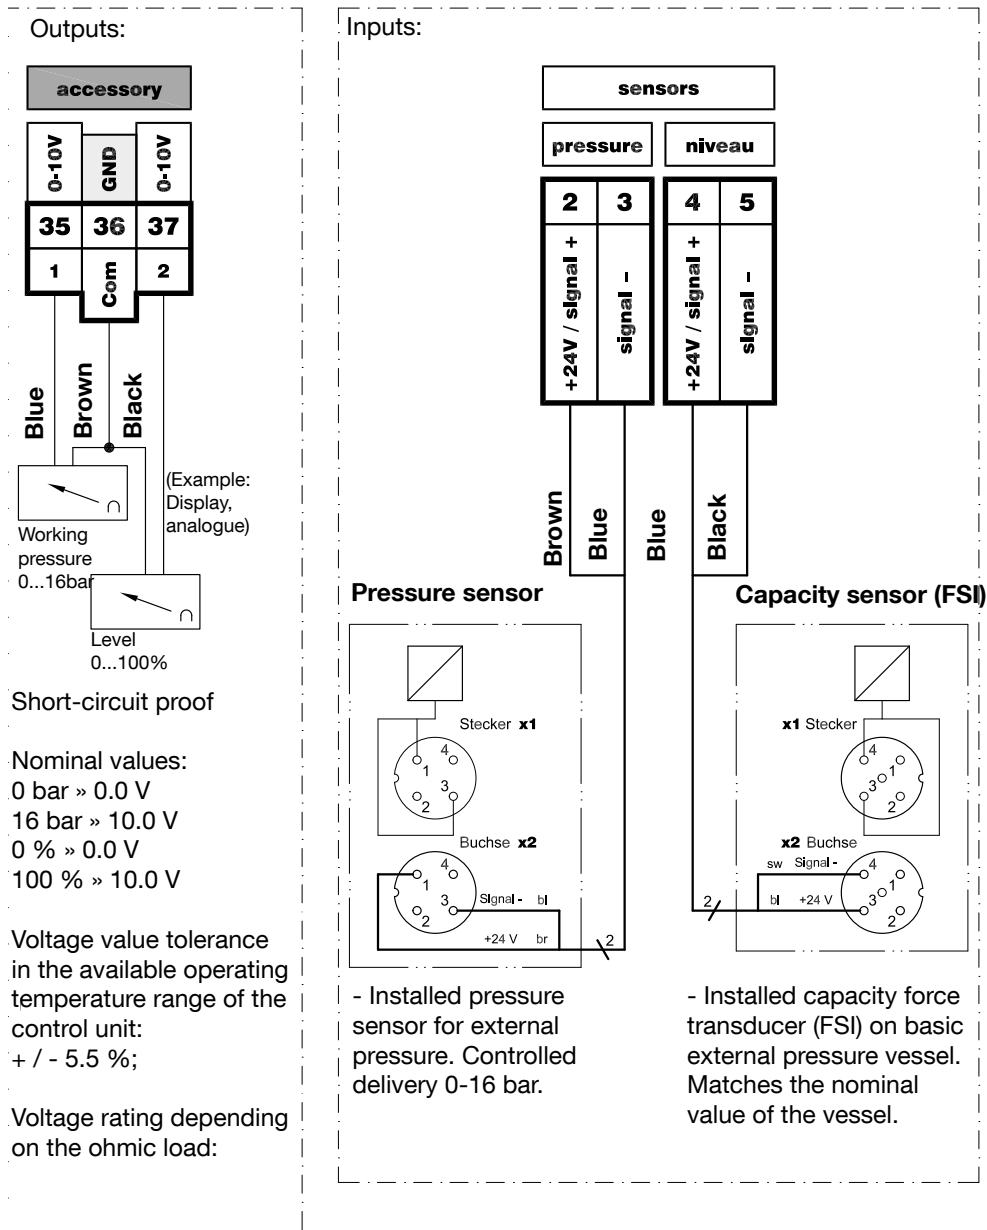 Outputs:
accessory
0-10V
GND
0-10V
35 36 37
1
Com
2
Blue
Brown
Black
(Example:
Display,
analogue)
Working
pressure
0...16bar
Level
0...100%
Short-circuit proof
Nominal values:
0 bar » 0.0 V
16 bar » 10.0 V
0 % » 0.0 V
100 % » 10.0 V
Voltage value tolerance
in the available operating
temperature range of the
control unit:
+ / - 5.5 %;
Voltage rating depending
on the ohmic load:
Inputs:
sensors
pressure niveau
2 3 4 5
+24V / signal +
signal -
+24V / signal +
signal -
Brown
Blue
Blue
Black
Pressure sensor
Stecker x1
4
1
3
2
Buchse x2
4
1
3
2
Signal - bl
+24 V br
2
- Installed pressure
sensor for external
pressure. Controlled
delivery 0-16 bar.
Capacity sensor (FSI)
x1 Stecker
4
1
3
2
x2 Buchse
sw Signal -
4
1
bl +24 V
3
2
2
- Installed capacity force
transducer (FSI) on basic
external pressure vessel.
Matches the nominal
value of the vessel.